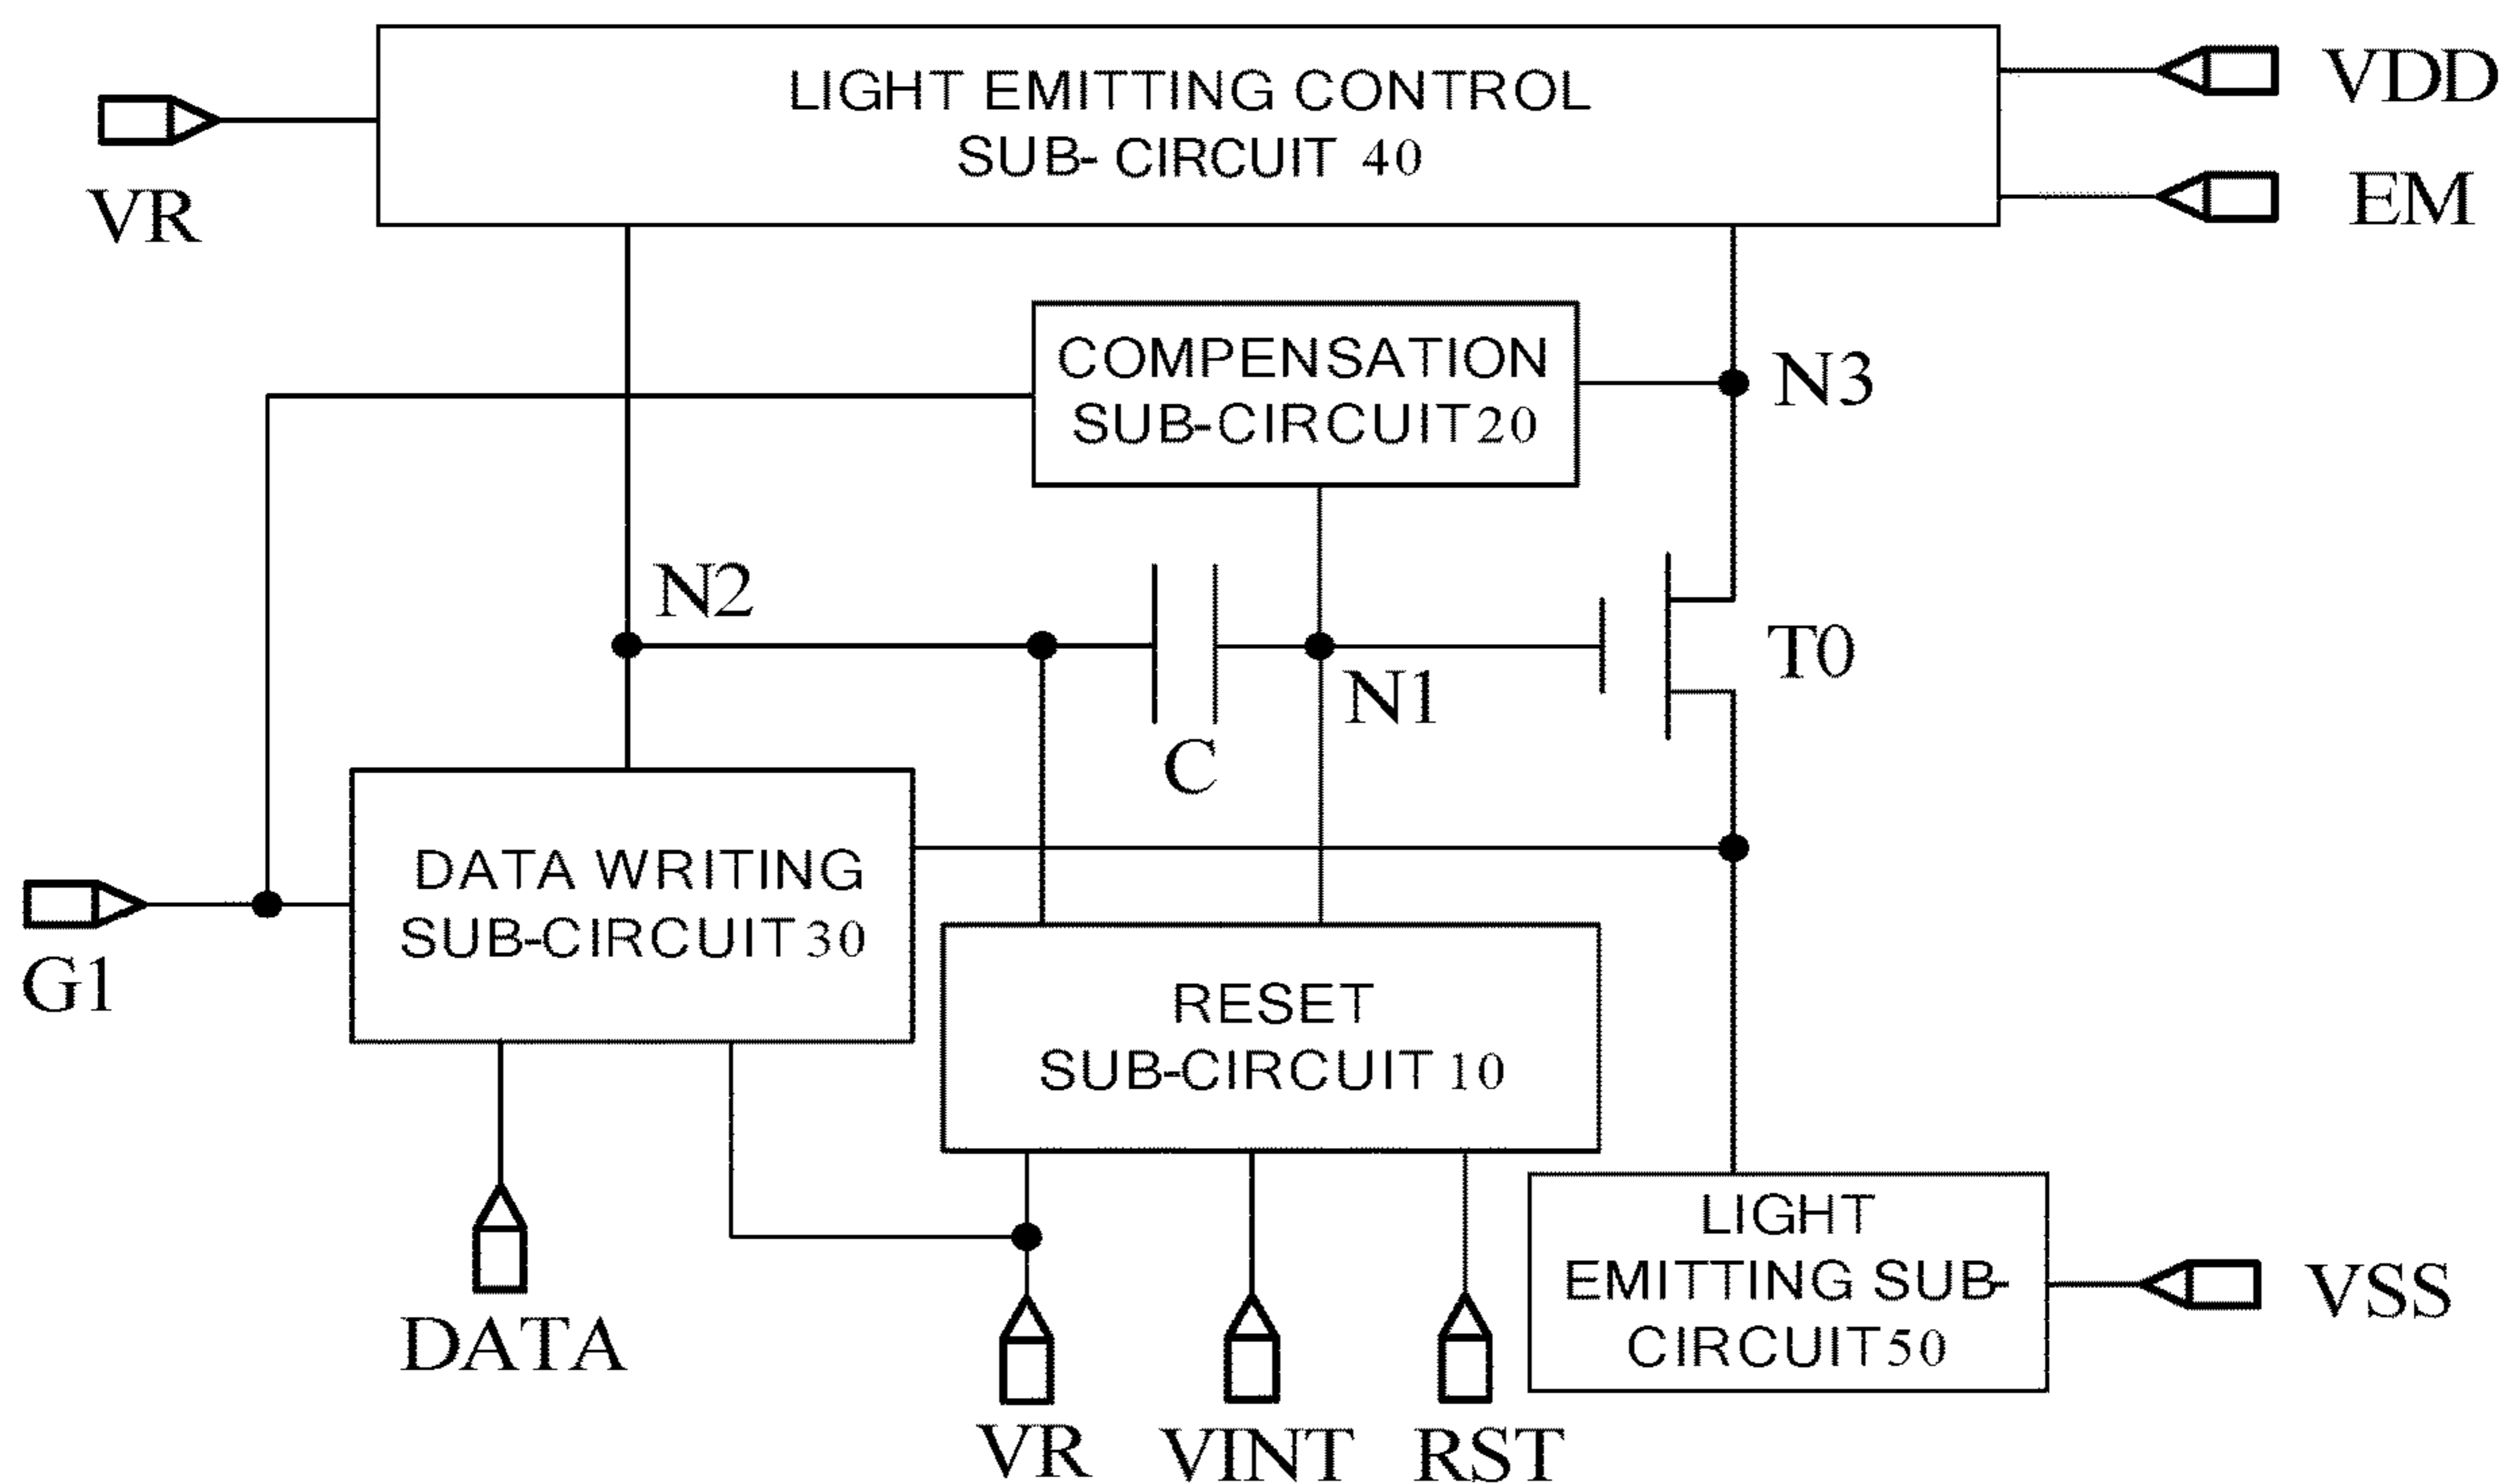 LIGHT EMITTING CONTROL
SUB- CIRCUIT 40
VDD
VR
EM
COMPENSATION
SUB-CIRCUIT20
N3
N2
T0
N1
C
DATA WRITING
SUB-CIRCUIT30
G1
RESET
SUB-CIRCUIT 10
LIGHT
EMITTING SUB-
CIRCUIT50
VSS
DATA
VR
VINT
RST